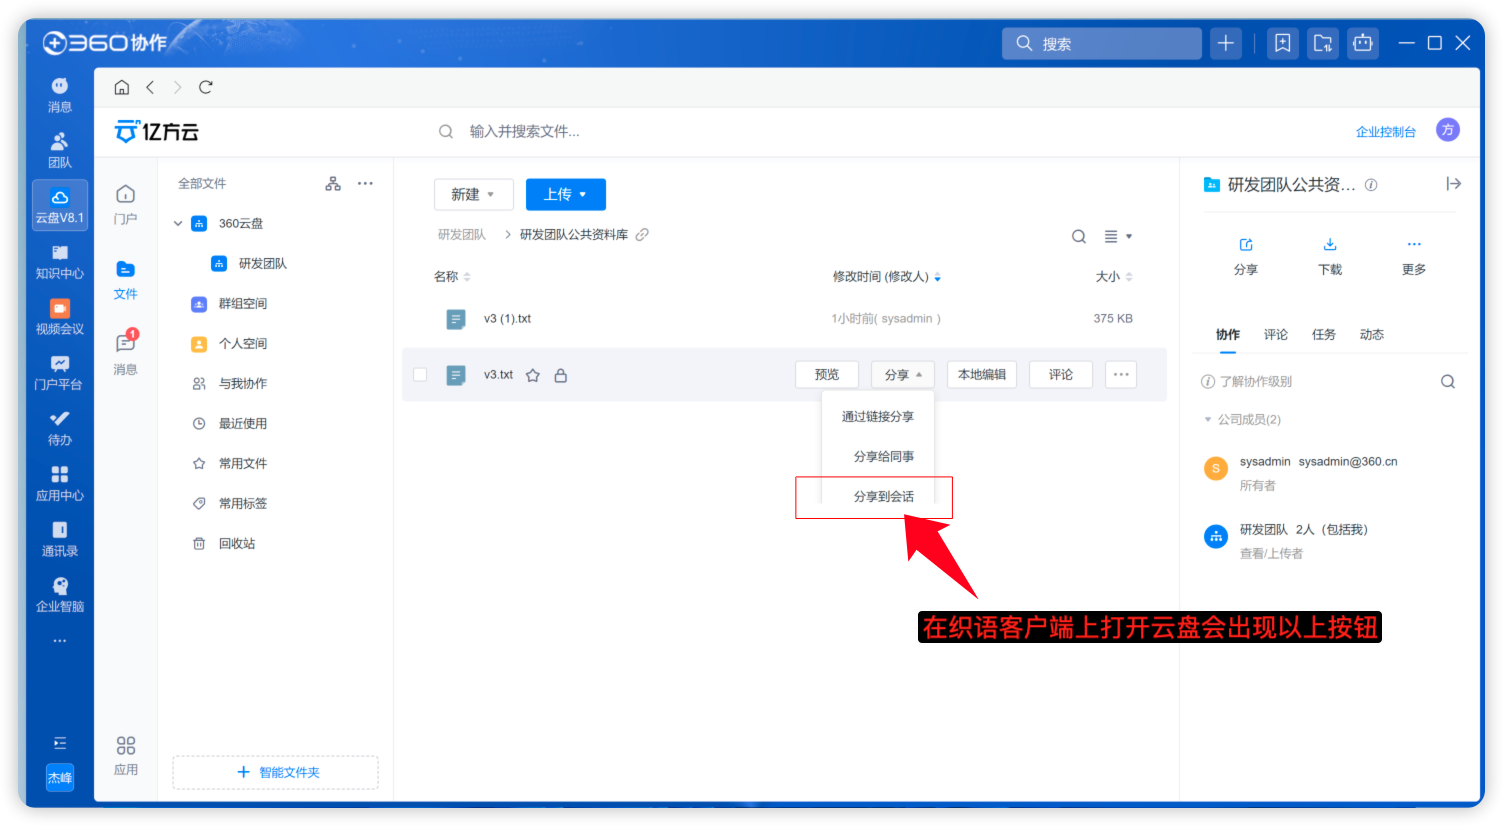 360协作
搜索
消息
团队
云盘V8.1
知识中心
视频会议
门户平台
待办
应用中心
通讯录
企业智脑
杰峰
亿方云
输入并搜索文件...
企业控制台
方
门户
文件
1
消息
应用
全部文件
360云盘
研发团队
群组空间
个人空间
与我协作
最近使用
常用文件
常用标签
回收站
智能文件夹
新建
上传
研发团队 > 研发团队公共资料库
名称 修改时间 (修改人) 大小
v3 (1).txt 1小时前( sysadmin ) 375 KB
v3.txt 预览 分享 本地编辑 评论
通过链接分享
分享给同事
分享到会话
在织语客户端上打开云盘会出现以上按钮
研发团队公共资...
分享 下载 更多
协作 评论 任务 动态
了解协作级别
公司成员(2)
S
sysadmin sysadmin@360.cn
所有者
研发团队 2人（包括我）
查看/上传者